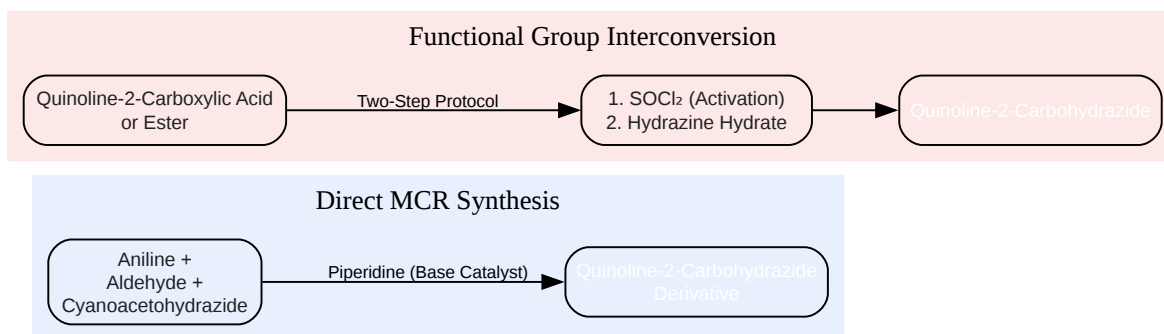 Functional Group Interconversion
Quinoline-2-Carboxylic Acid
or Ester
Two-Step Protocol
1. SOCl₂ (Activation)
2. Hydrazine Hydrate
Quinoline-2-Carbohydrazide
Direct MCR Synthesis
Aniline +
Aldehyde +
Cyanoacetohydrazide
Piperidine (Base Catalyst)
Quinoline-2-Carbohydrazide
Derivative